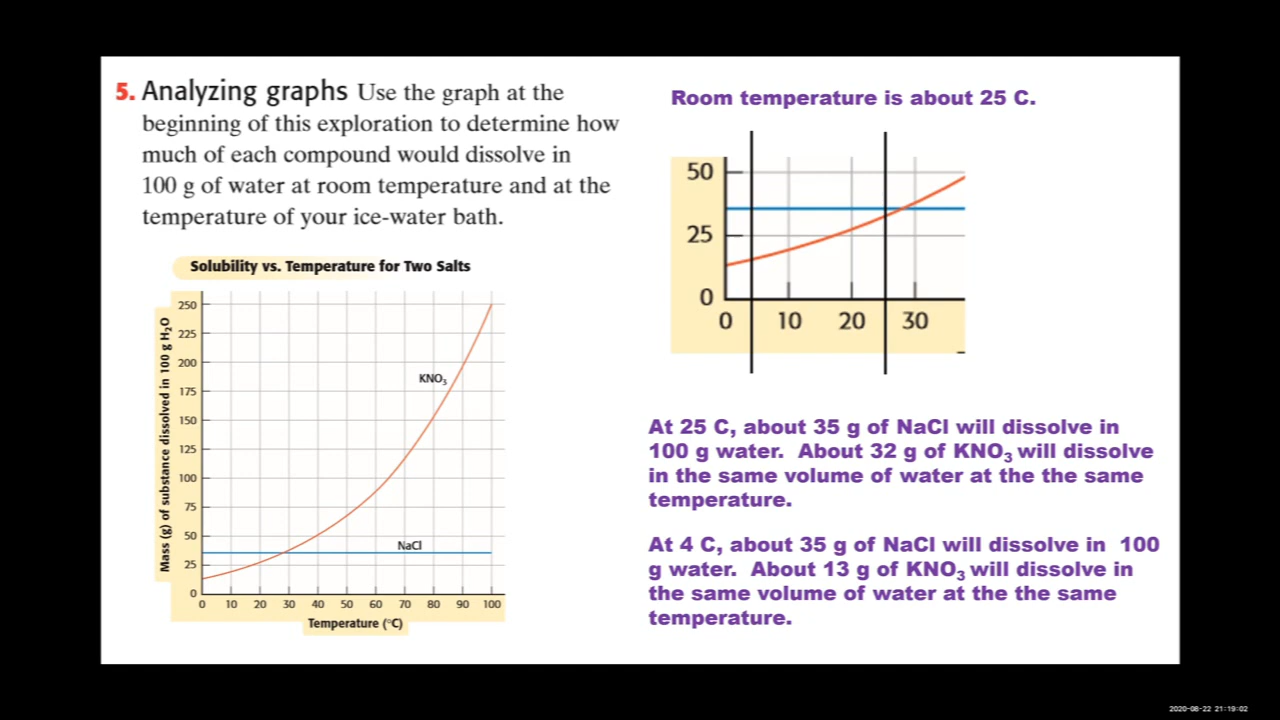 5. Analyzing graphs Use the graph at the
beginning of this exploration to determine how
much of each compound would dissolve in
100 g of water at room temperature and at the
temperature of your ice-water bath.
Solubility vs. Temperature for Two Salts
Mass (g) of substance dissolved in 100 g H₂O
250
225
200
175
150
125
100
75
50
25
0
KNO₃
NaCl
0 10 20 30 40 50 60 70 80 90 100
Temperature (°C)
Room temperature is about 25 C.
50
25
0
0 10 20 30
At 25 C, about 35 g of NaCl will dissolve in
100 g water. About 32 g of KNO₃ will dissolve
in the same volume of water at the the same
temperature.
At 4 C, about 35 g of NaCl will dissolve in 100
g water. About 13 g of KNO₃ will dissolve in
the same volume of water at the the same
temperature.
2020-08-22 21:19:02